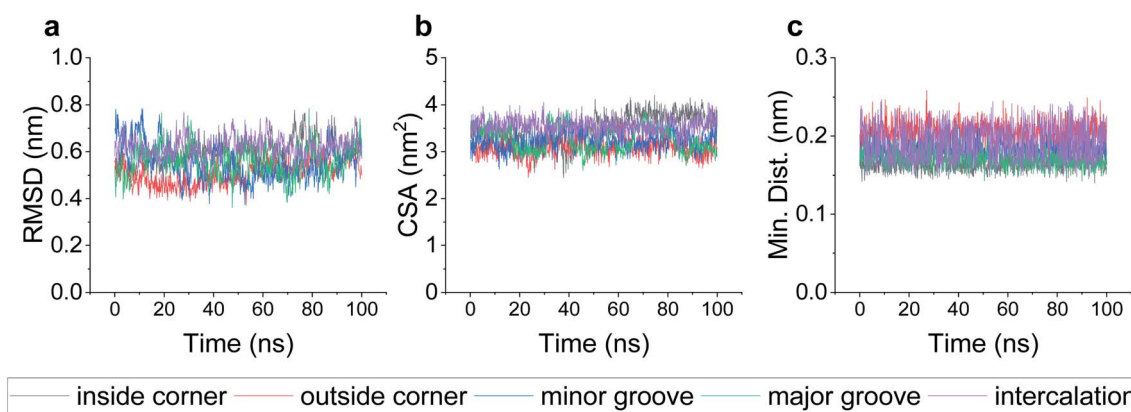 a
RMSD (nm)
1.0
0.8
0.6
0.4
0.2
0.0
0 20 40 60 80 100
Time (ns)
b
CSA (nm²)
5
4
3
2
1
0
0 20 40 60 80 100
Time (ns)
c
Min. Dist. (nm)
0.3
0.2
0.1
0.0
0 20 40 60 80 100
Time (ns)
inside corner outside corner minor groove major groove intercalation